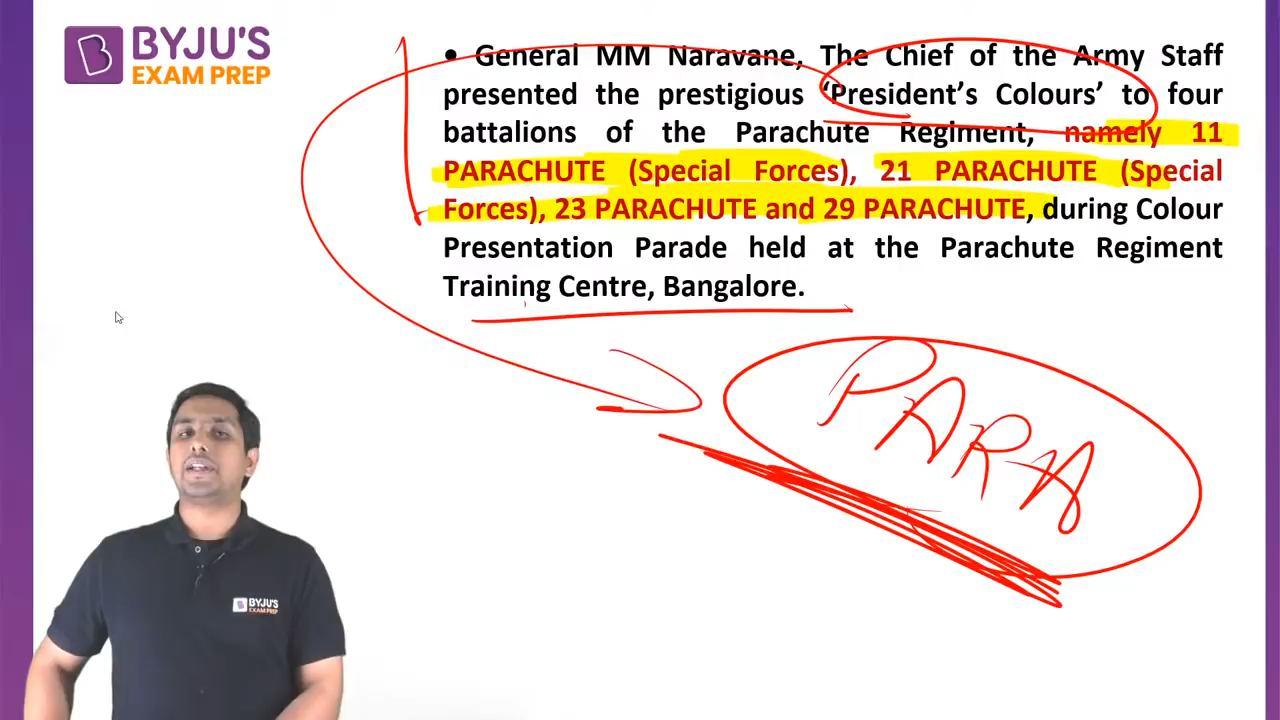 BYJU'S
EXAM PREP
• General MM Naravane, The Chief of the Army Staff
presented the prestigious ‘President’s Colours’ to four
battalions of the Parachute Regiment, namely 11
PARACHUTE (Special Forces), 21 PARACHUTE (Special
Forces), 23 PARACHUTE and 29 PARACHUTE, during Colour
Presentation Parade held at the Parachute Regiment
Training Centre, Bangalore.
PARA
BYJU'S
EXAM PREP